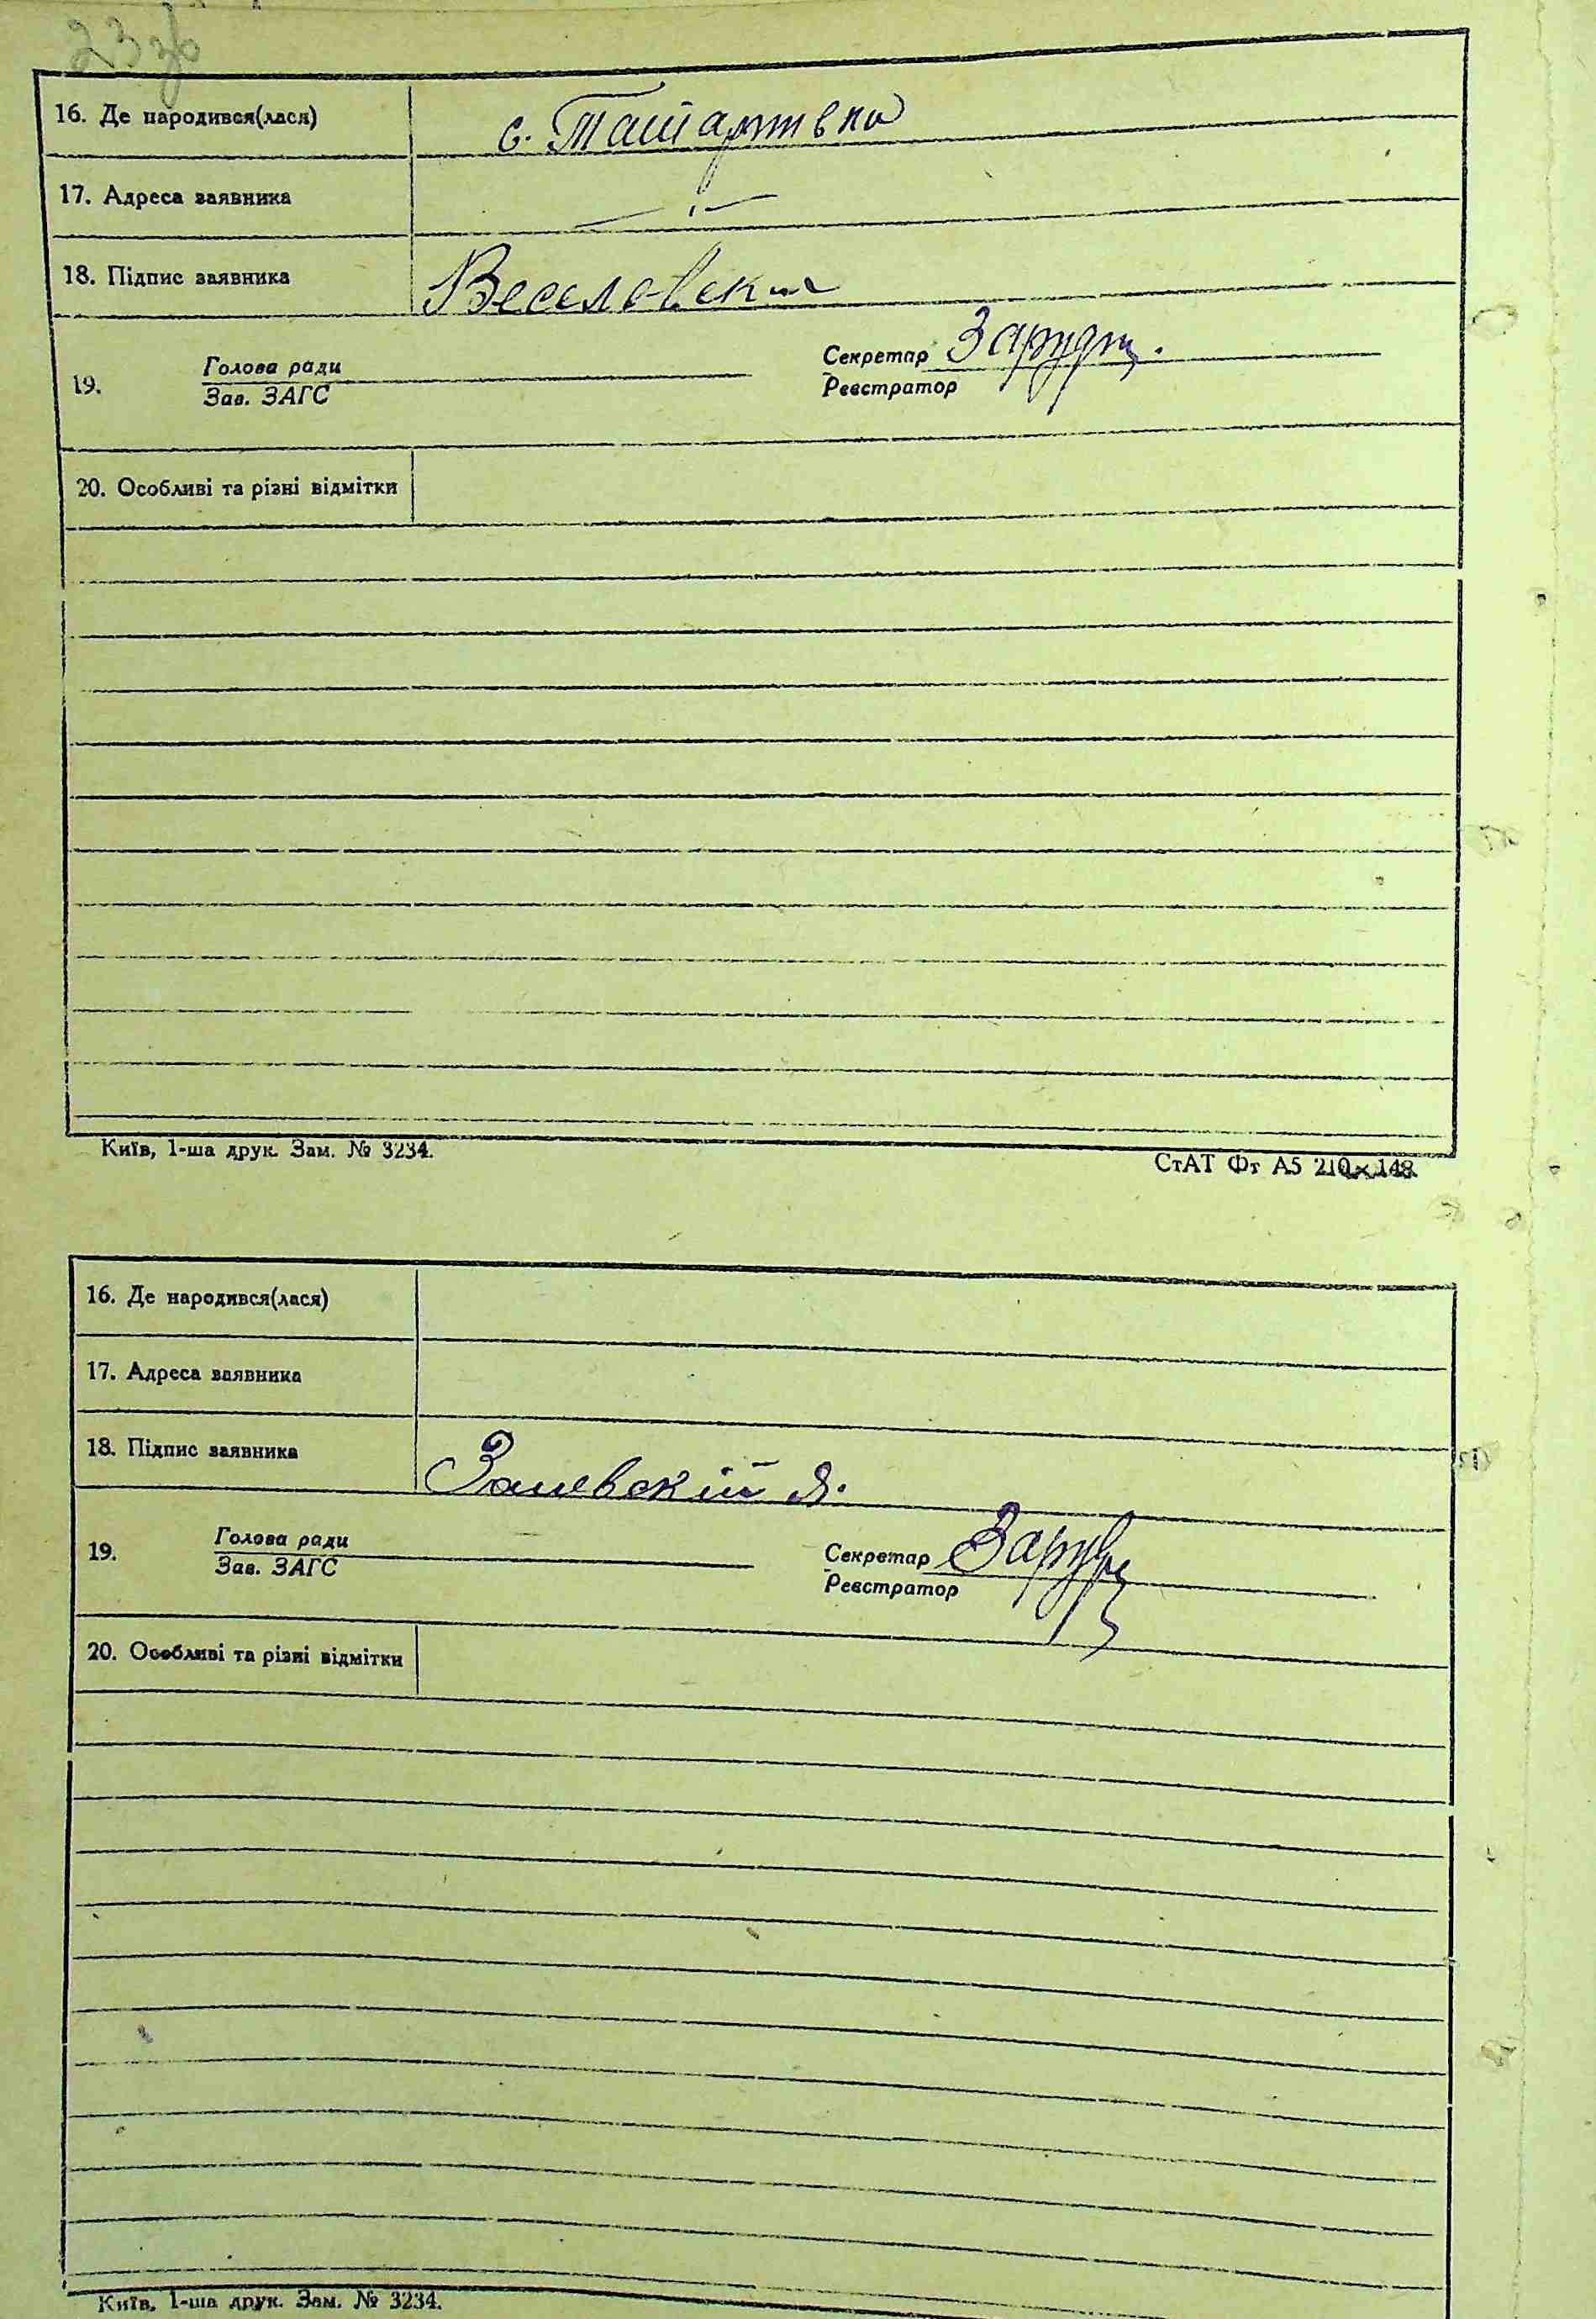 23 зв
16. Де народився(лася)
17. Адреса заявника
18. Підпис заявника Веселовски
Секретар
19. Голова ради
Зав. ЗАГС
Реєстратор
20. Особливі та різні відмітки
Київ, 1-ша друк. Зам. № 3234.
СтАТ Фт А5 210×148
16. Де народився(лася)
17. Адреса заявника
18. Підпис заявника
19. Голова ради
Зав. ЗАГС
Секретар
Реєстратор
20. Особливі та різні відмітки
Київ, 1-ша друк. Зам. № 3234.